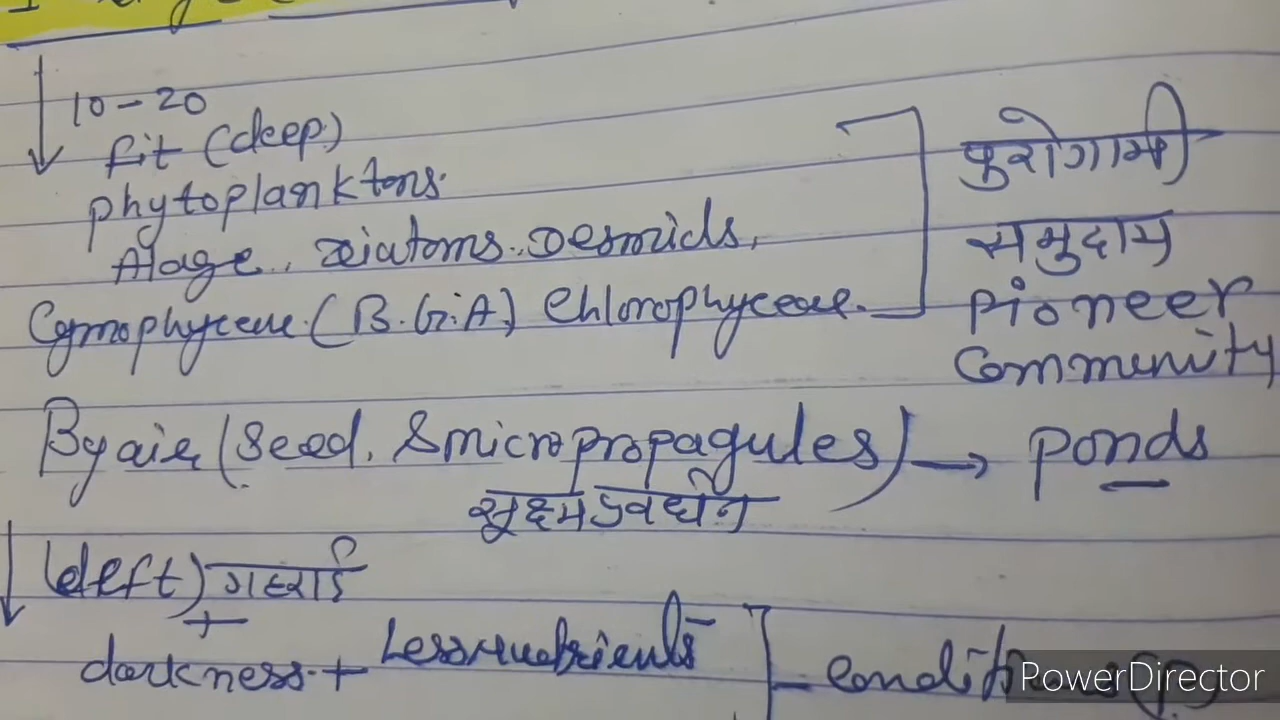 10-20
fit (deep)
phytoplanktons.
Alage, Diatoms, Desmids,
Cynophyceae. (B.G.A) Chlorophyceae.
पुरोगामी
समुदाय
Pioneer
Community
By air (Seed, & micropropagules) → ponds
सूक्ष्म प्रवर्धन
(deft) गहराई
+
darkness. + Less nutrients
condition
PowerDirector